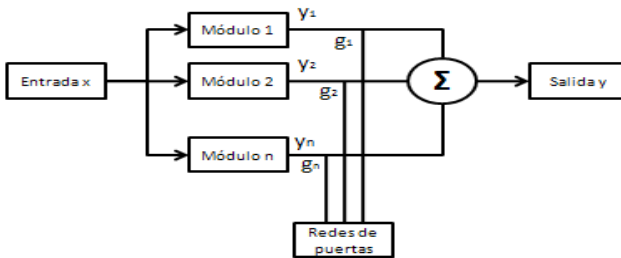 Entrada x
Módulo 1
Módulo 2
Módulo n
y₁
g₁
y₂
g₂
yₙ
gₙ
Σ
Salida y
Redes de
puertas